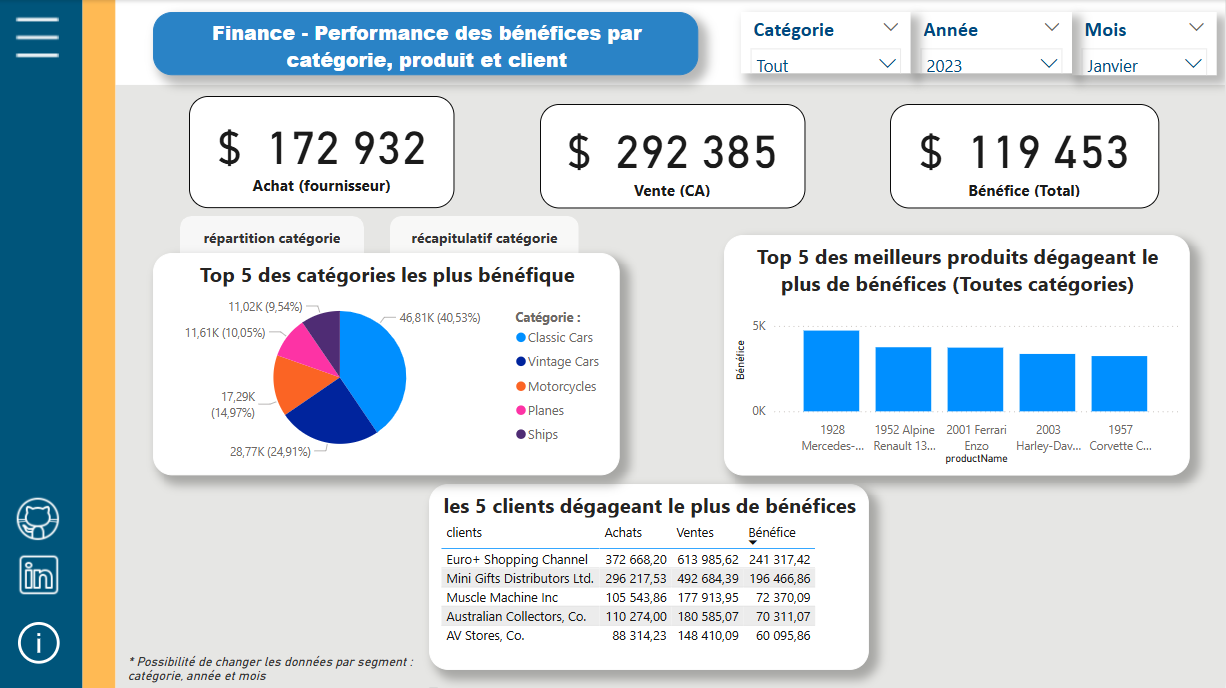 Finance - Performance des bénéfices par
catégorie, produit et client
Catégorie
Tout
Année
2023
Mois
Janvier
$ 172 932
Achat (fournisseur)
$ 292 385
Vente (CA)
$ 119 453
Bénéfice (Total)
répartition catégorie
récapitulatif catégorie
Top 5 des catégories les plus bénéfique
11,02K (9,54%)
11,61K (10,05%)
17,29K
(14,97%)
28,77K (24,91%)
46,81K (40,53%)
Catégorie :
Classic Cars
Vintage Cars
Motorcycles
Planes
Ships
Top 5 des meilleurs produits dégageant le
plus de bénéfices (Toutes catégories)
Bénéfice
5K
0K
1928
Mercedes-...
1952 Alpine
Renault 13...
2001 Ferrari
Enzo
2003
Harley-Dav...
1957
Corvette C...
productName
les 5 clients dégageant le plus de bénéfices
clients Achats Ventes Bénéfice
Euro+ Shopping Channel 372 668,20 613 985,62 241 317,42
Mini Gifts Distributors Ltd. 296 217,53 492 684,39 196 466,86
Muscle Machine Inc 105 543,86 177 913,95 72 370,09
Australian Collectors, Co. 110 274,00 180 585,07 70 311,07
AV Stores, Co. 88 314,23 148 410,09 60 095,86
in
i
* Possibilité de changer les données par segment :
catégorie, année et mois